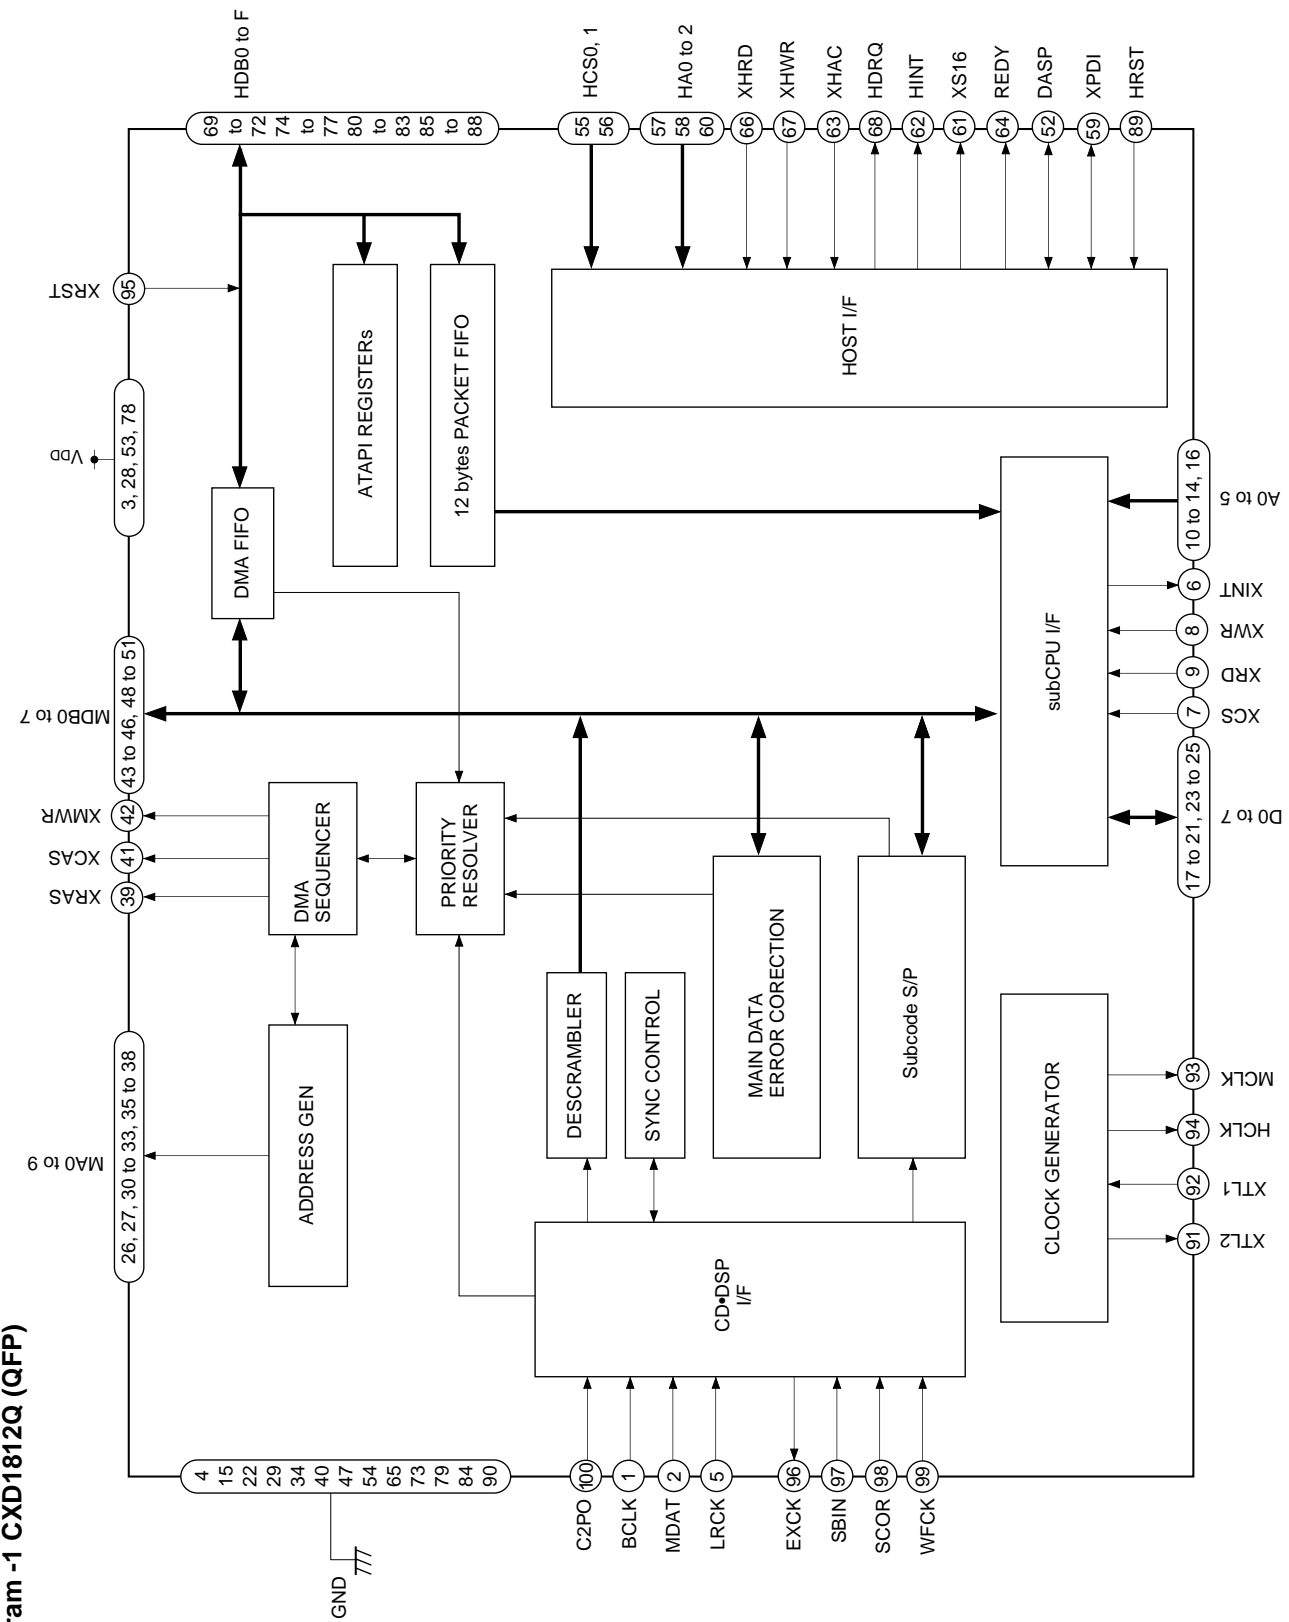 ram -1 CXD1812Q (QFP)
GND
4
15
22
29
34
40
47
54
65
73
79
84
90
C2PO
100
BCLK
1
MDAT
2
LRCK
5
EXCK
96
SBIN
97
SCOR
98
WFCK
99
MA0 to 9
26, 27, 30 to 33, 35 to 38
XRAS
39
XCAS
41
XMWR
42
MDB0 to 7
43 to 46, 48 to 51
VDD
3, 28, 53, 78
XRST
95
ADDRESS GEN
DMA
SEQUENCER
PRIORITY
RESOLVER
DMA FIFO
ATAPI REGISTERs
12 bytes PACKET FIFO
CD•DSP
I/F
DESCRAMBLER
SYNC CONTROL
MAIN DATA
ERROR CORECTION
Subcode S/P
CLOCK GENERATOR
subCPU I/F
HOST I/F
HDB0 to F
69
to
72
74
to
77
80
to
83
85
to
88
HCS0, 1
55
56
HA0 to 2
57
58
60
XHRD
66
XHWR
67
XHAC
63
HDRQ
68
HINT
62
XS16
61
REDY
64
DASP
52
XPDI
59
HRST
89
91
XTL2
92
XTL1
94
HCLK
93
MCLK
17 to 21, 23 to 25
D0 to 7
7
XCS
9
XRD
8
XWR
6
XINT
10 to 14, 16
A0 to 5